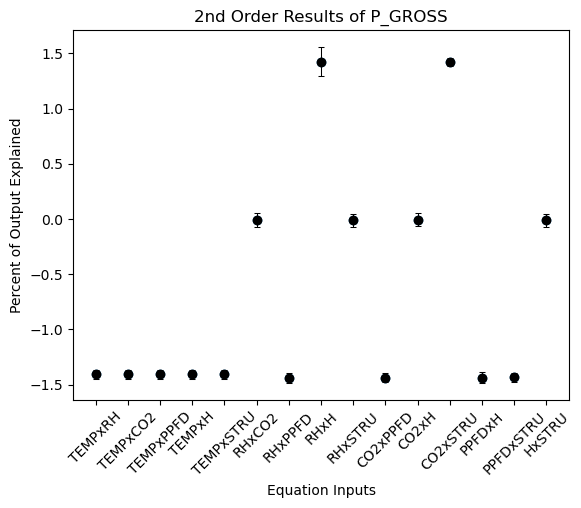 2nd Order Results of P_GROSS
Percent of Output Explained
1.5
1.0
0.5
0.0
−0.5
−1.0
−1.5
TEMPxRH
TEMPxCO2
TEMPxPPFD
TEMPxH
TEMPxSTRU
RHxCO2
RHxPPFD
RHxH
RHxSTRU
CO2xPPFD
CO2xH
CO2xSTRU
PPFDxH
PPFDxSTRU
HxSTRU
Equation Inputs